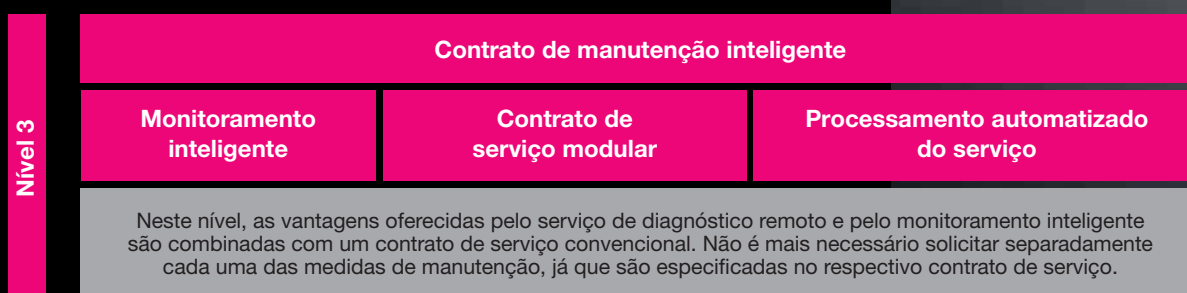 Nível 3
Contrato de manutenção inteligente
Monitoramento
inteligente
Contrato de
serviço modular
Processamento automatizado
do serviço
Neste nível, as vantagens oferecidas pelo serviço de diagnóstico remoto e pelo monitoramento inteligente
são combinadas com um contrato de serviço convencional. Não é mais necessário solicitar separadamente
cada uma das medidas de manutenção, já que são especificadas no respectivo contrato de serviço.